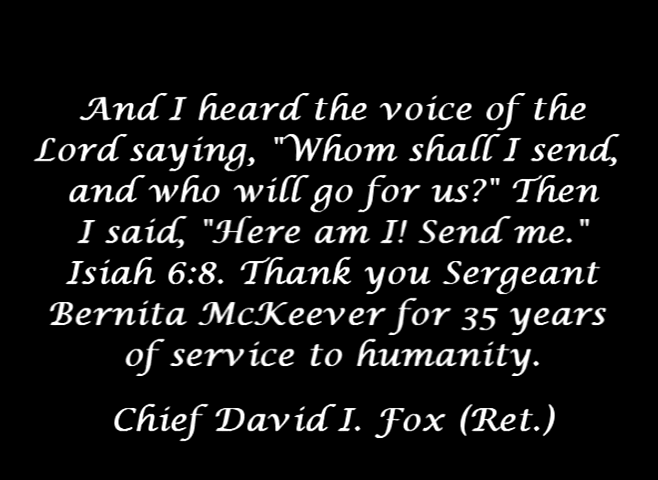 And I heard the voice of the
Lord saying, "Whom shall I send,
and who will go for us?" Then
I said, "Here am I! Send me."
Isiah 6:8. Thank you Sergeant
Bernita McKeever for 35 years
of service to humanity.
Chief David I. Fox (Ret.)